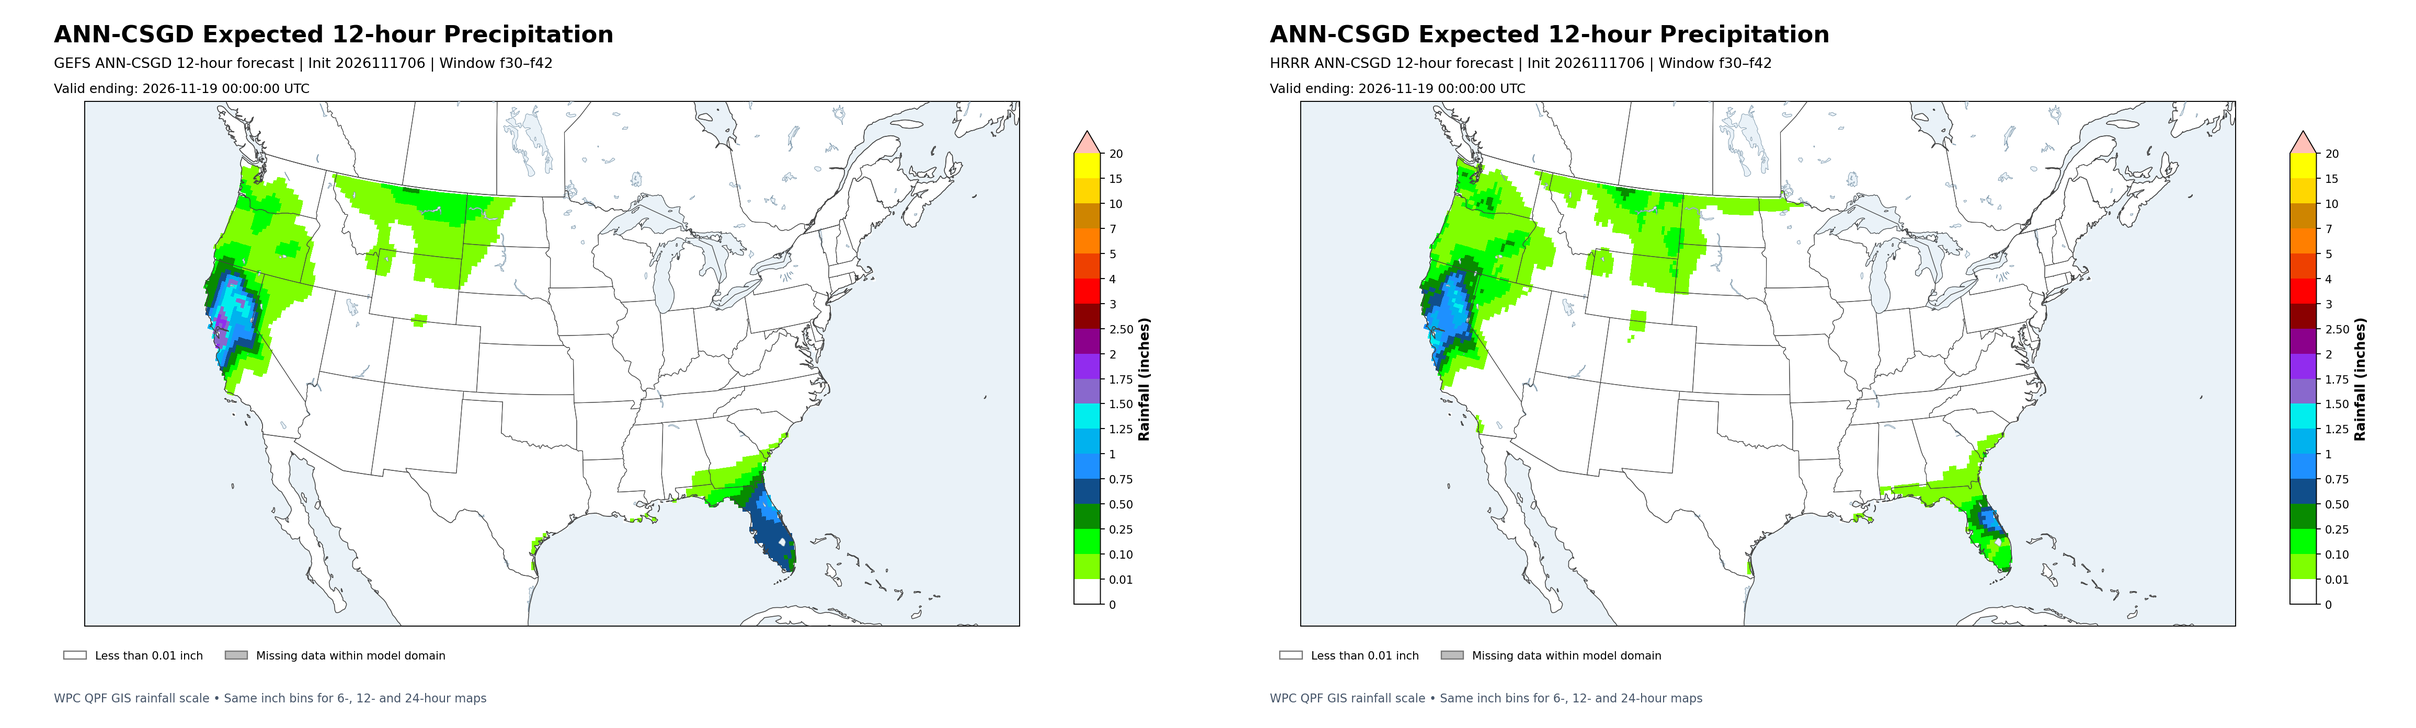 ANN-CSGD Expected 12-hour Precipitation
GEFS ANN-CSGD 12-hour forecast | Init 2026111706 | Window f30–f42
Valid ending: 2026-11-19 00:00:00 UTC
20
15
10
7
5
4
3
2.50
2
1.75
1.50
1.25
1
0.75
0.50
0.25
0.10
0.01
0
Rainfall (inches)
Less than 0.01 inch
Missing data within model domain
WPC QPF GIS rainfall scale • Same inch bins for 6-, 12- and 24-hour maps
ANN-CSGD Expected 12-hour Precipitation
HRRR ANN-CSGD 12-hour forecast | Init 2026111706 | Window f30–f42
Valid ending: 2026-11-19 00:00:00 UTC
20
15
10
7
5
4
3
2.50
2
1.75
1.50
1.25
1
0.75
0.50
0.25
0.10
0.01
0
Rainfall (inches)
Less than 0.01 inch
Missing data within model domain
WPC QPF GIS rainfall scale • Same inch bins for 6-, 12- and 24-hour maps